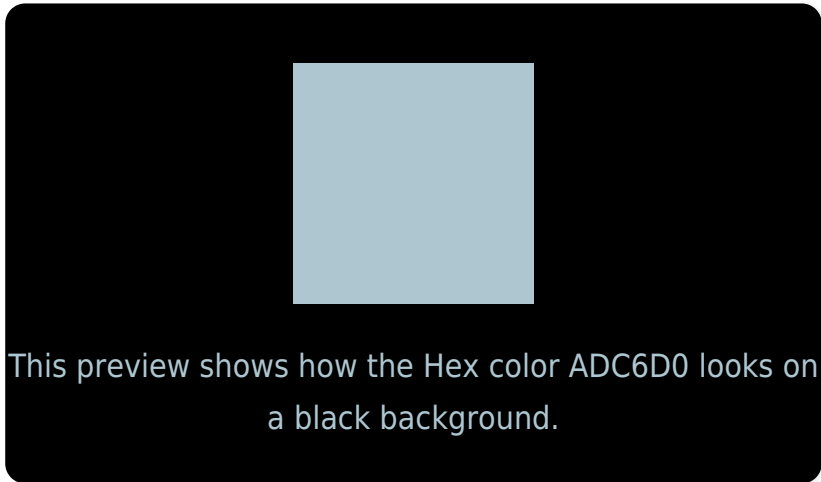 This preview shows how the Hex color ADC6D0 looks on
a black background.